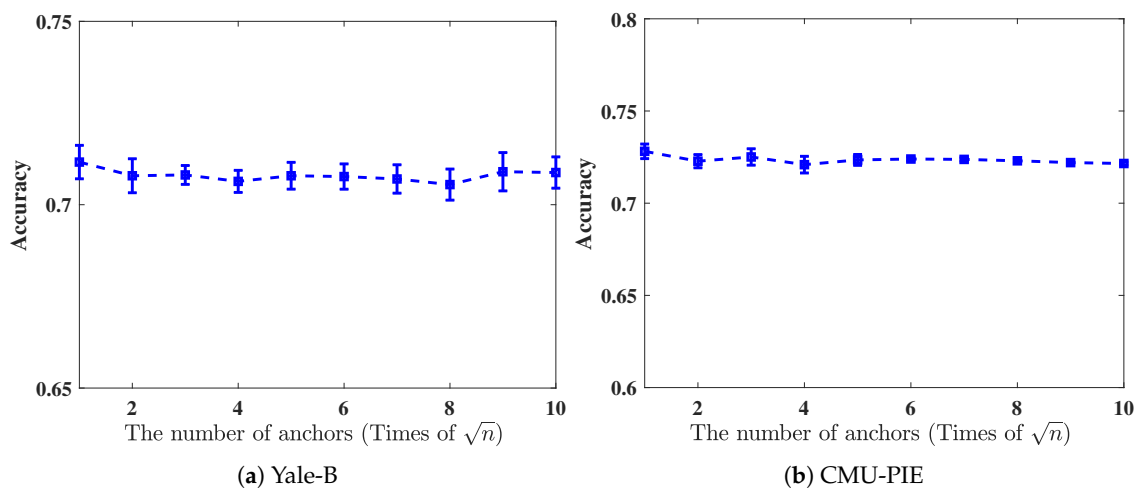 0.75
0.7
0.65
Accuracy
2 4 6 8 10
The number of anchors (Times of √n)
(a) Yale-B
0.8
0.75
0.7
0.65
0.6
Accuracy
2 4 6 8 10
The number of anchors (Times of √n)
(b) CMU-PIE